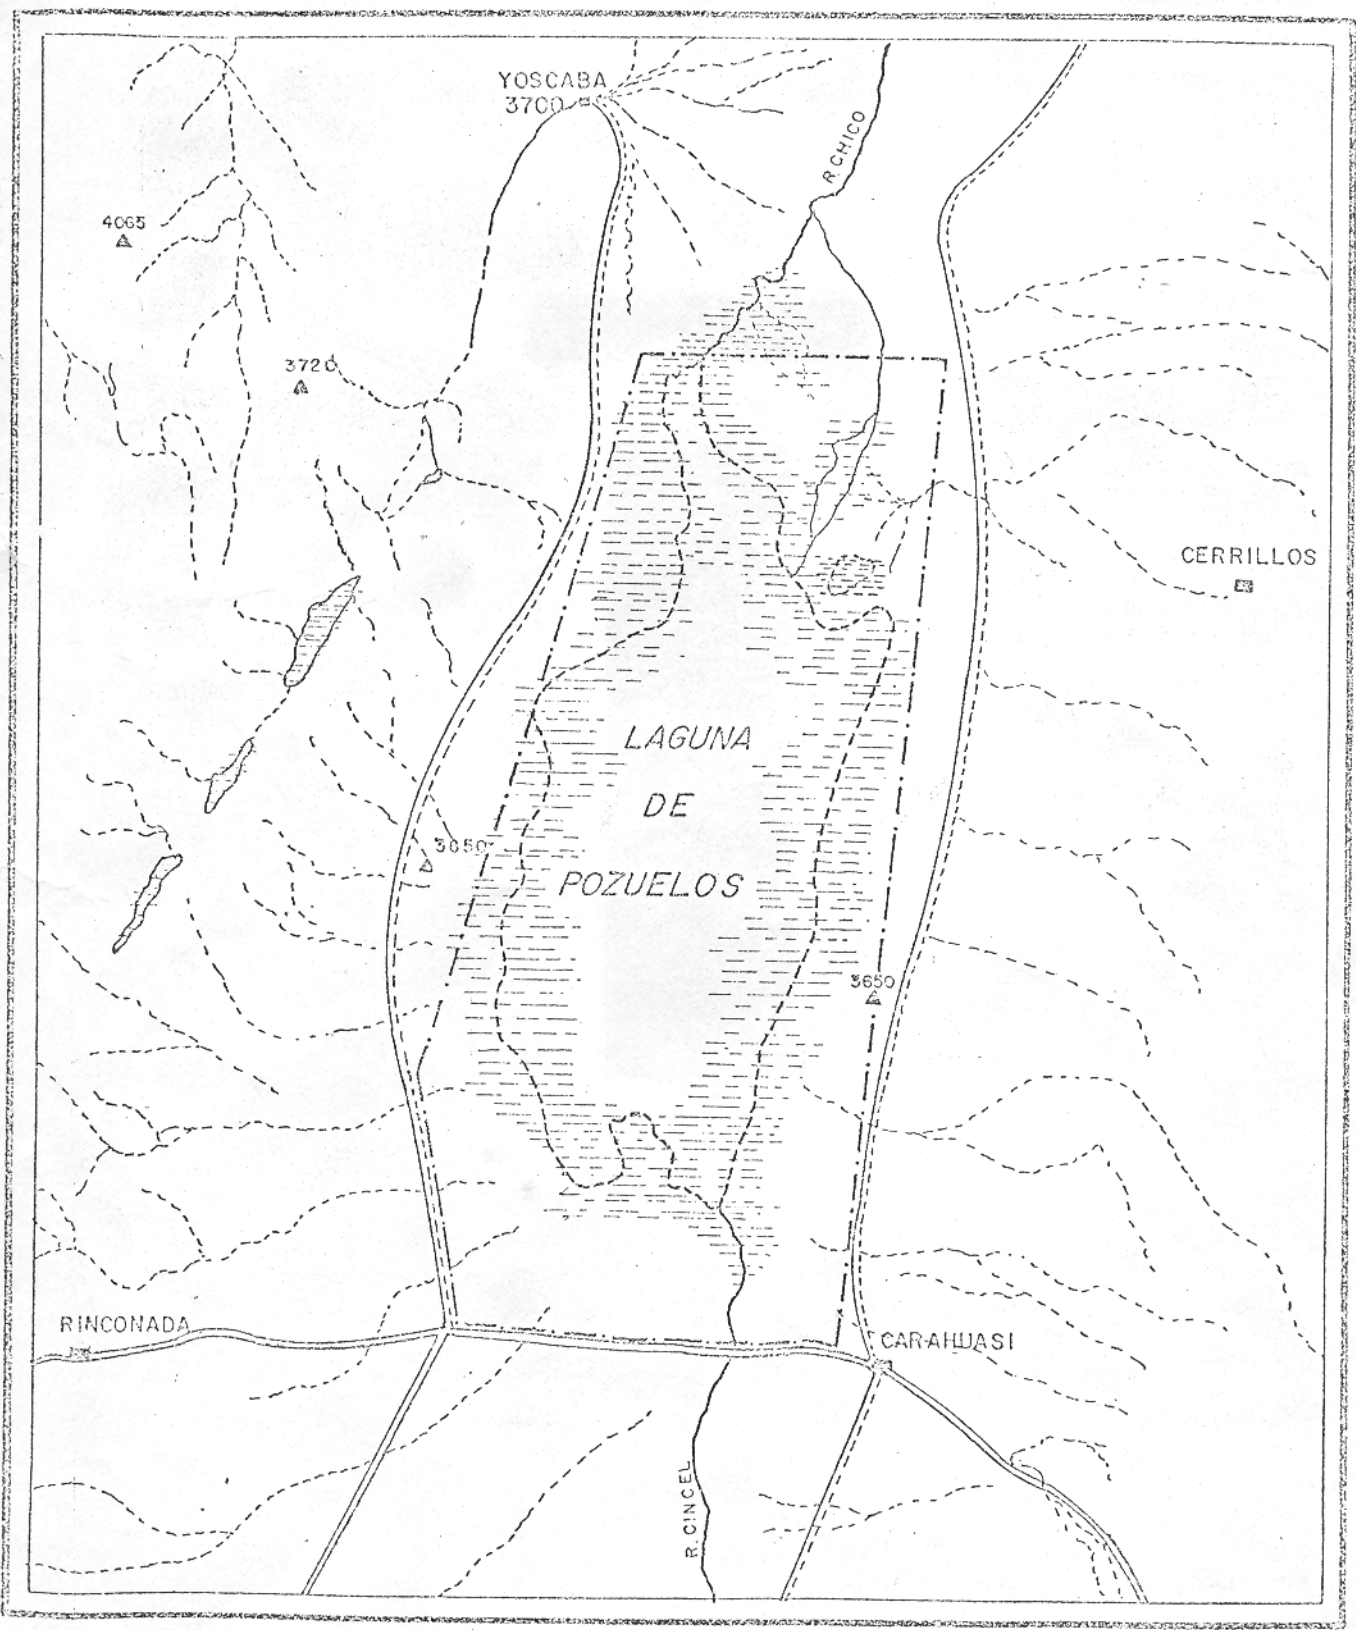 YOSCABA
3700
R. CHICO
4065
3720
CERRILLOS
LAGUNA
DE
POZUELOS
3650
3650
RINCONADA
CARAHUASI
R. CINCEL